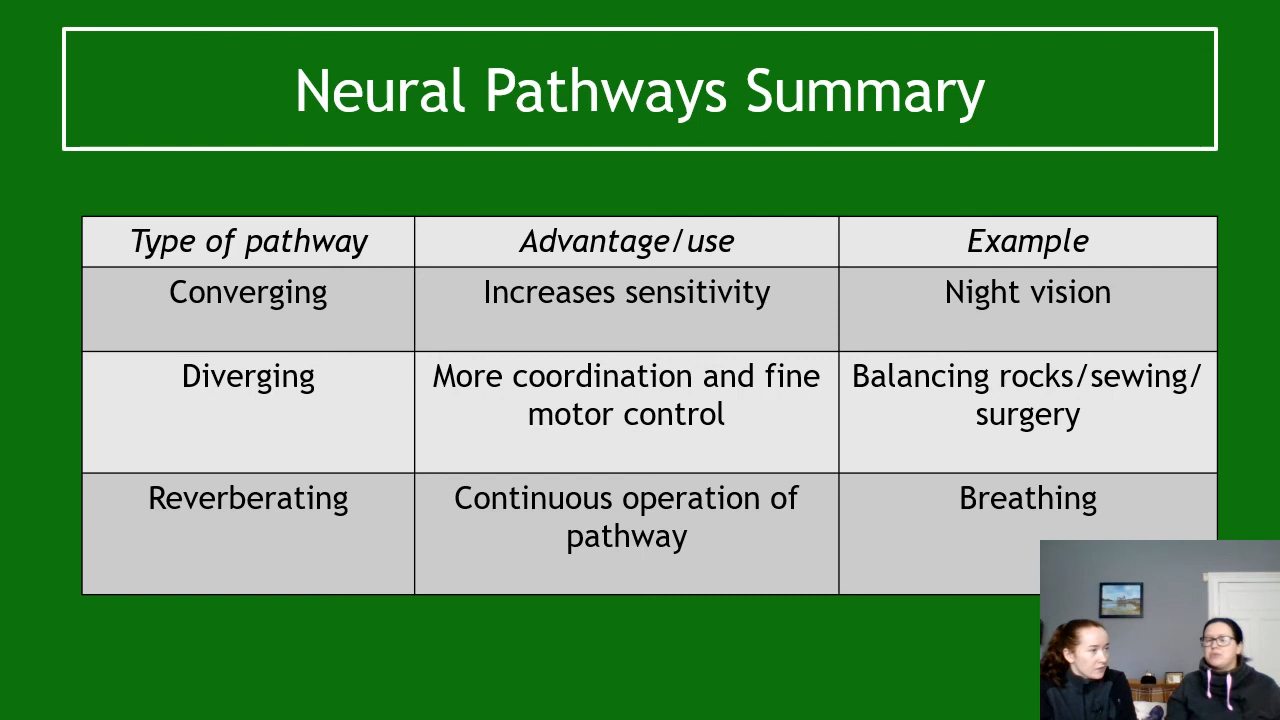 Neural Pathways Summary
Type of pathway
Advantage/use
Example
Converging
Increases sensitivity
Night vision
Diverging
More coordination and fine
motor control
Balancing rocks/sewing/
surgery
Reverberating
Continuous operation of
pathway
Breathing